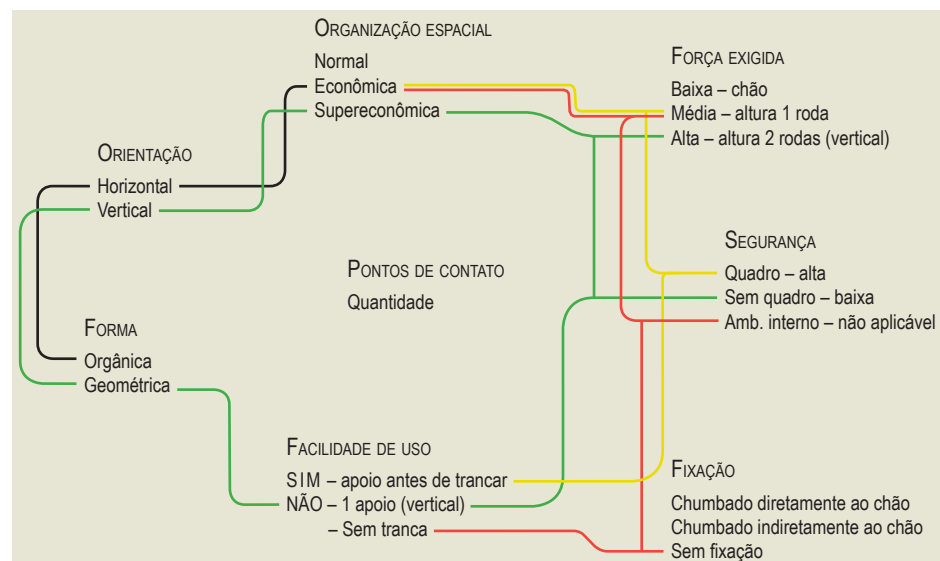 ORGANIZAÇÃO ESPACIAL
Normal
Econômica
Supereconômica
FORÇA EXIGIDA
Baixa – chão
Média – altura 1 roda
Alta – altura 2 rodas (vertical)
ORIENTAÇÃO
Horizontal
Vertical
PONTOS DE CONTATO
Quantidade
SEGURANÇA
Quadro – alta
Sem quadro – baixa
Amb. interno – não aplicável
FORMA
Orgânica
Geométrica
FACILIDADE DE USO
SIM – apoio antes de trancar
NÃO – 1 apoio (vertical)
– Sem tranca
FIXAÇÃO
Chumbado diretamente ao chão
Chumbado indiretamente ao chão
Sem fixação